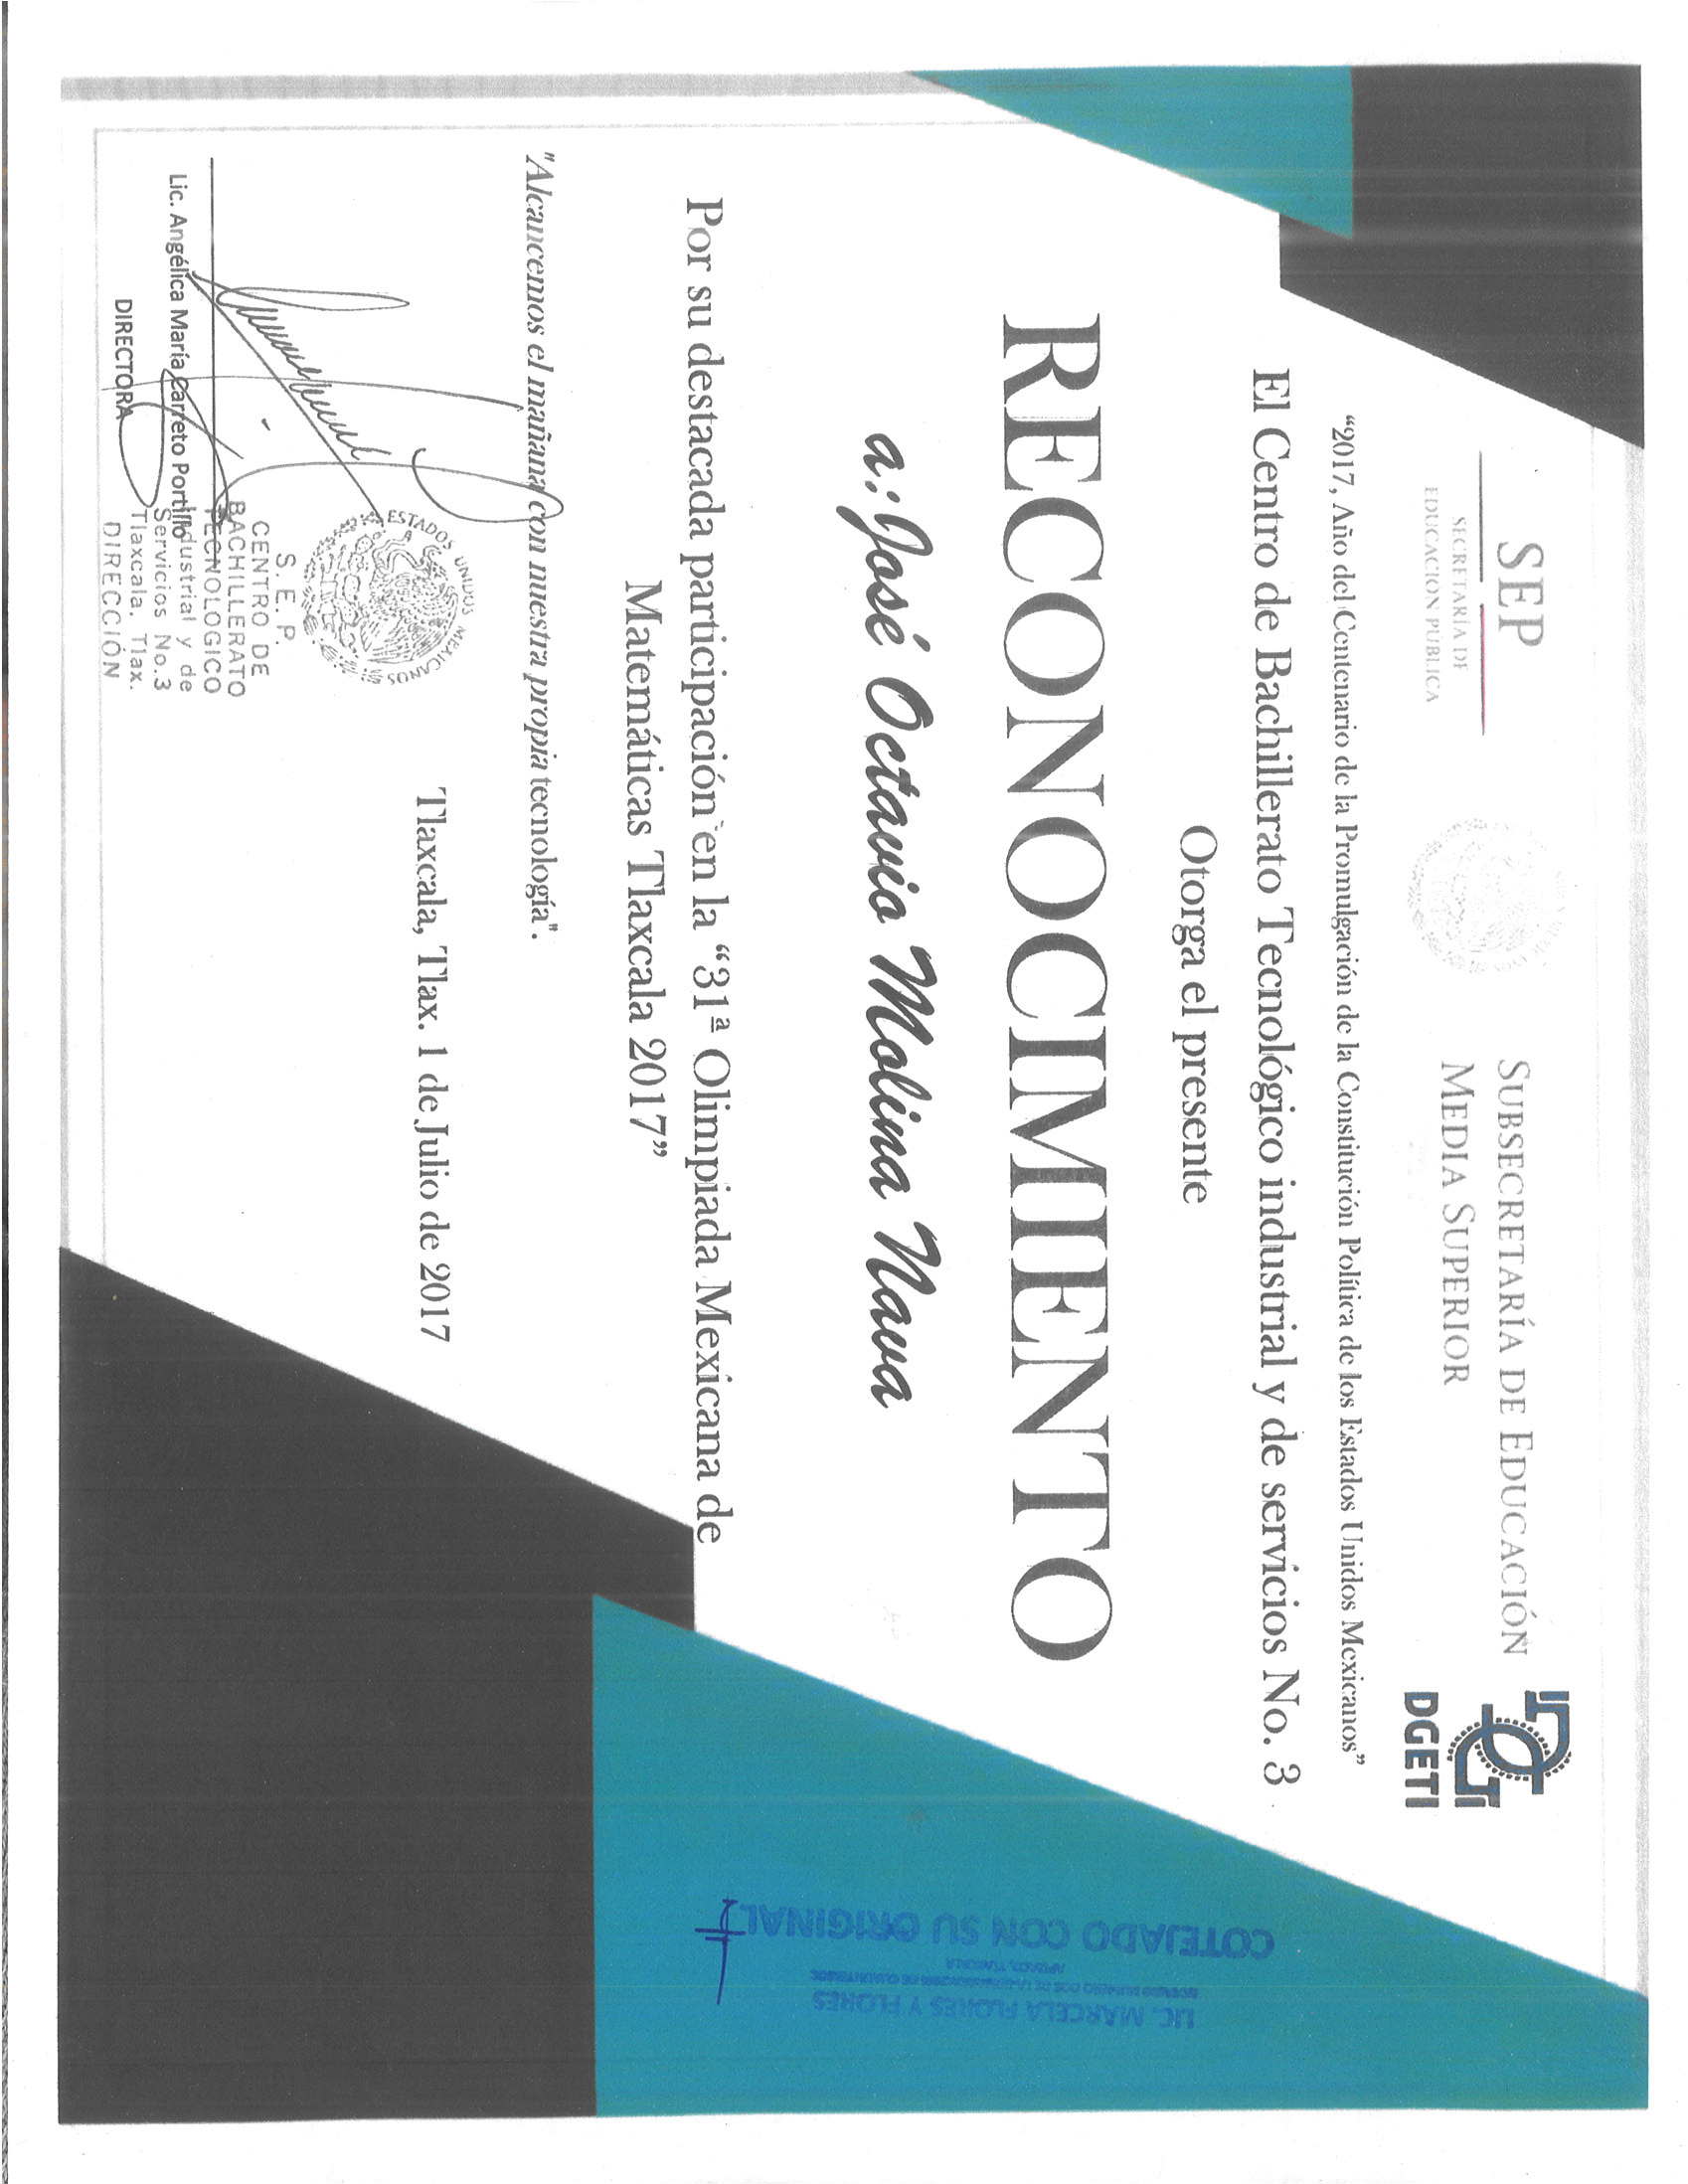 SEP
SECRETARÍA DE
EDUCACIÓN PÚBLICA
SUBSECRETARÍA DE EDUCACIÓN
MEDIA SUPERIOR
DGETI
“2017, Año del Centenario de la Promulgación de la Constitución Política de los Estados Unidos Mexicanos”
El Centro de Bachillerato Tecnológico industrial y de servicios No. 3
Otorga el presente
RECONOCIMIENTO
a: José Octavio Molina Nava
Por su destacada participación en la “31ª Olimpiada Mexicana de
Matemáticas Tlaxcala 2017”
"Alcancemos el mañana con nuestra propia tecnología".
Tlaxcala, Tlax. 1 de Julio de 2017
ESTADOS UNIDOS MEXICANOS
S. E. P.
CENTRO DE
BACHILLERATO
TECNOLOGICO
Industrial y de
Servicios No.3
Tlaxcala, Tlax.
DIRECCIÓN
Lic. Angélica María Carreto Portillo
DIRECTORA
LIC. MARCELA FLORES Y FLORES
COTEJADO CON SU ORIGINAL